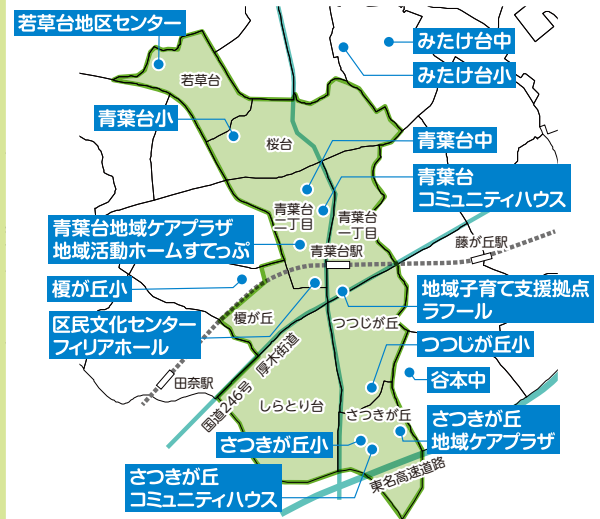 若草台地区センター
みたけ台中
みたけ台小
若草台
青葉台小
桜台
青葉台中
青葉台
コミュニティハウス
青葉台
二丁目
青葉台
一丁目
青葉台地域ケアプラザ
地域活動ホームすてっぷ
青葉台駅
藤が丘駅
榎が丘小
地域子育て支援拠点
ラフール
区民文化センター
フィリアホール
榎が丘
つつじが丘
つつじが丘小
田奈駅
国道246号 厚木街道
谷本中
しらとり台
さつきが丘
さつきが丘
地域ケアプラザ
さつきが丘小
さつきが丘
コミュニティハウス
東名高速道路